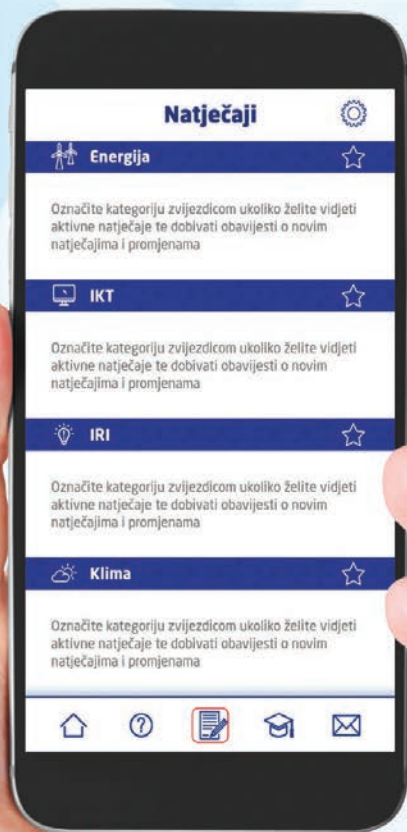 Natječaji
Energija
Označite kategoriju zvijezdicom ukoliko želite vidjeti
aktivne natječaje te dobivati obavijesti o novim
natječajima i promjenama
IKT
Označite kategoriju zvijezdicom ukoliko želite vidjeti
aktivne natječaje te dobivati obavijesti o novim
natječajima i promjenama
IRI
Označite kategoriju zvijezdicom ukoliko želite vidjeti
aktivne natječaje te dobivati obavijesti o novim
natječajima i promjenama
Klima
Označite kategoriju zvijezdicom ukoliko želite vidjeti
aktivne natječaje te dobivati obavijesti o novim
natječajima i promjenama